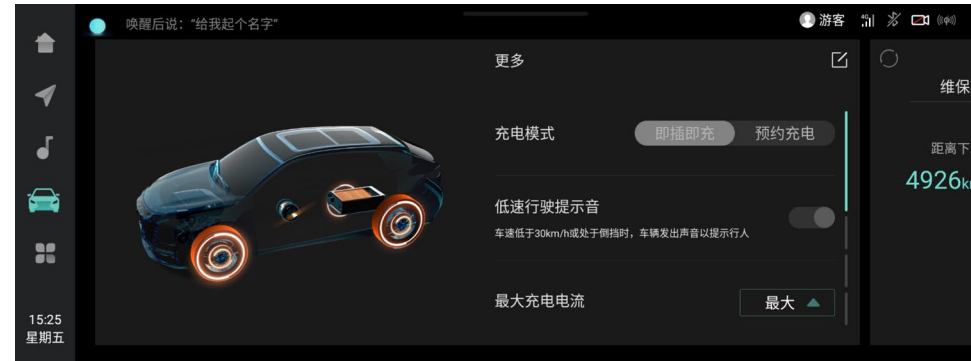 唤醒后说：“给我起个名字”
游客
4G
更多
充电模式
即插即充
预约充电
低速行驶提示音
车速低于30km/h或处于倒挡时，车辆发出声音以提示行人
最大充电电流
最大
维保
距离下
4926km
15:25
星期五